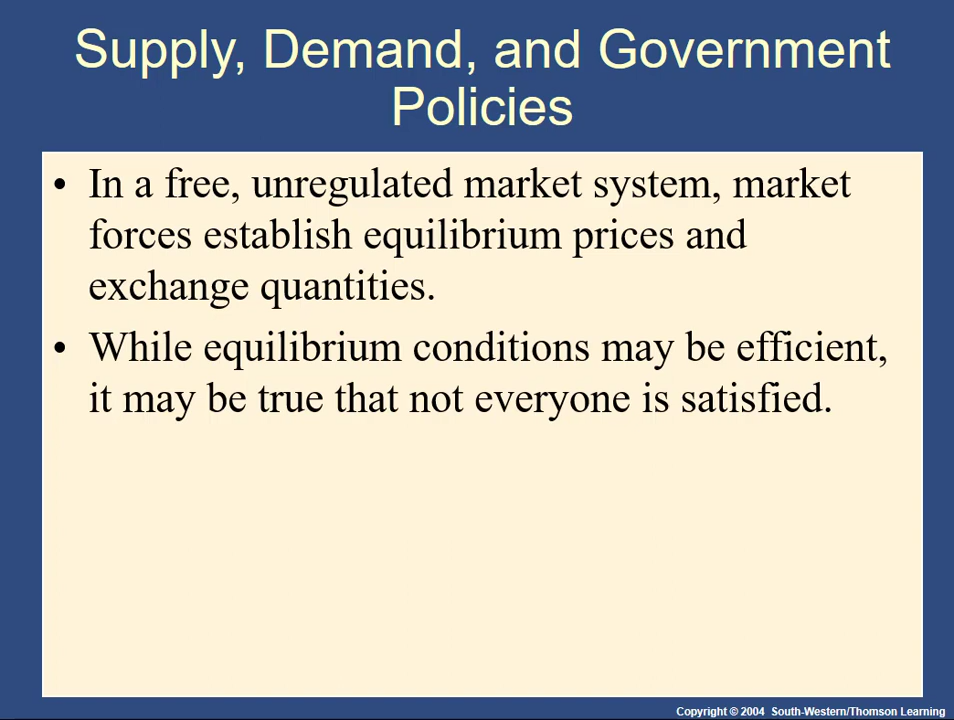 Supply, Demand, and Government
Policies
• In a free, unregulated market system, market
forces establish equilibrium prices and
exchange quantities.
• While equilibrium conditions may be efficient,
it may be true that not everyone is satisfied.
Copyright © 2004 South-Western/Thomson Learning